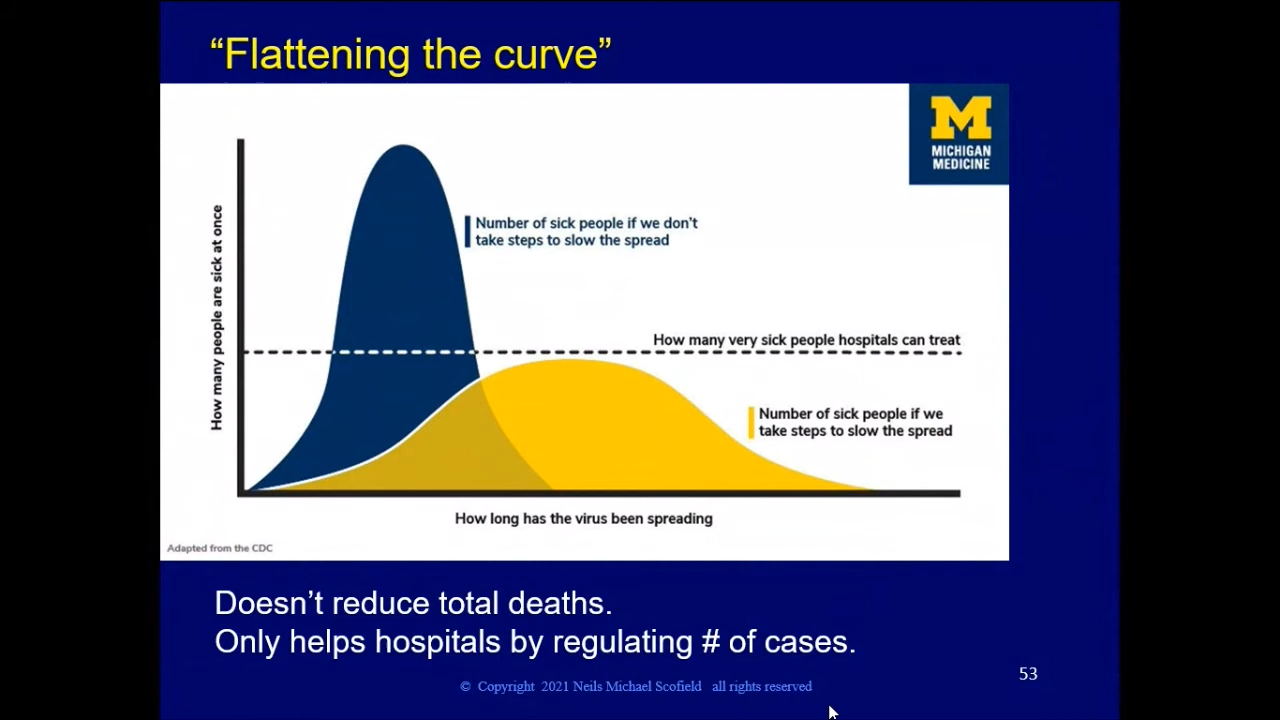 “Flattening the curve”
M
MICHIGAN
MEDICINE
How many people are sick at once
Number of sick people if we don't
take steps to slow the spread
How many very sick people hospitals can treat
Number of sick people if we
take steps to slow the spread
How long has the virus been spreading
Adapted from the CDC
Doesn’t reduce total deaths.
Only helps hospitals by regulating # of cases.
53
© Copyright 2021 Neils Michael Scofield all rights reserved